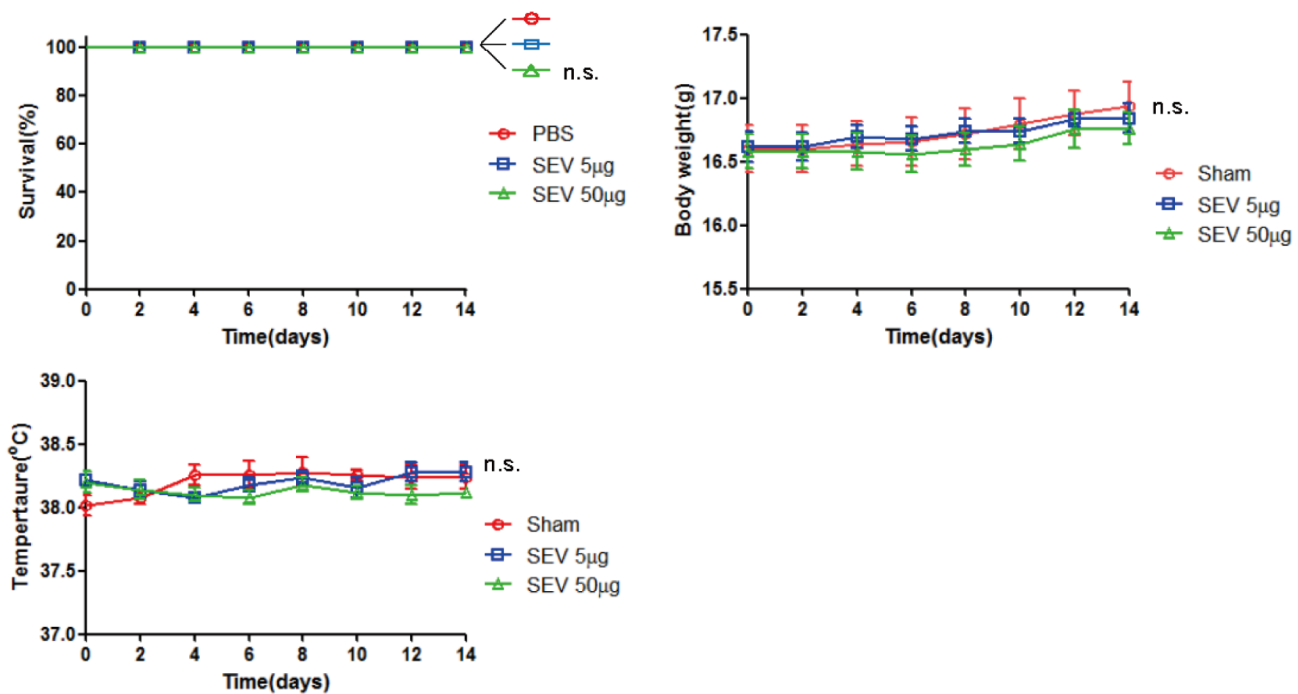 n.s.
Survival(%)
100
80
60
40
20
0
PBS
SEV 5μg
SEV 50μg
0 2 4 6 8 10 12 14
Time(days)
Body weight(g)
17.5
17.0
16.5
16.0
15.5
n.s.
Sham
SEV 5μg
SEV 50μg
0 2 4 6 8 10 12 14
Time(days)
Tempertaure(°C)
39.0
38.5
38.0
37.5
37.0
n.s.
Sham
SEV 5μg
SEV 50μg
0 2 4 6 8 10 12 14
Time(days)